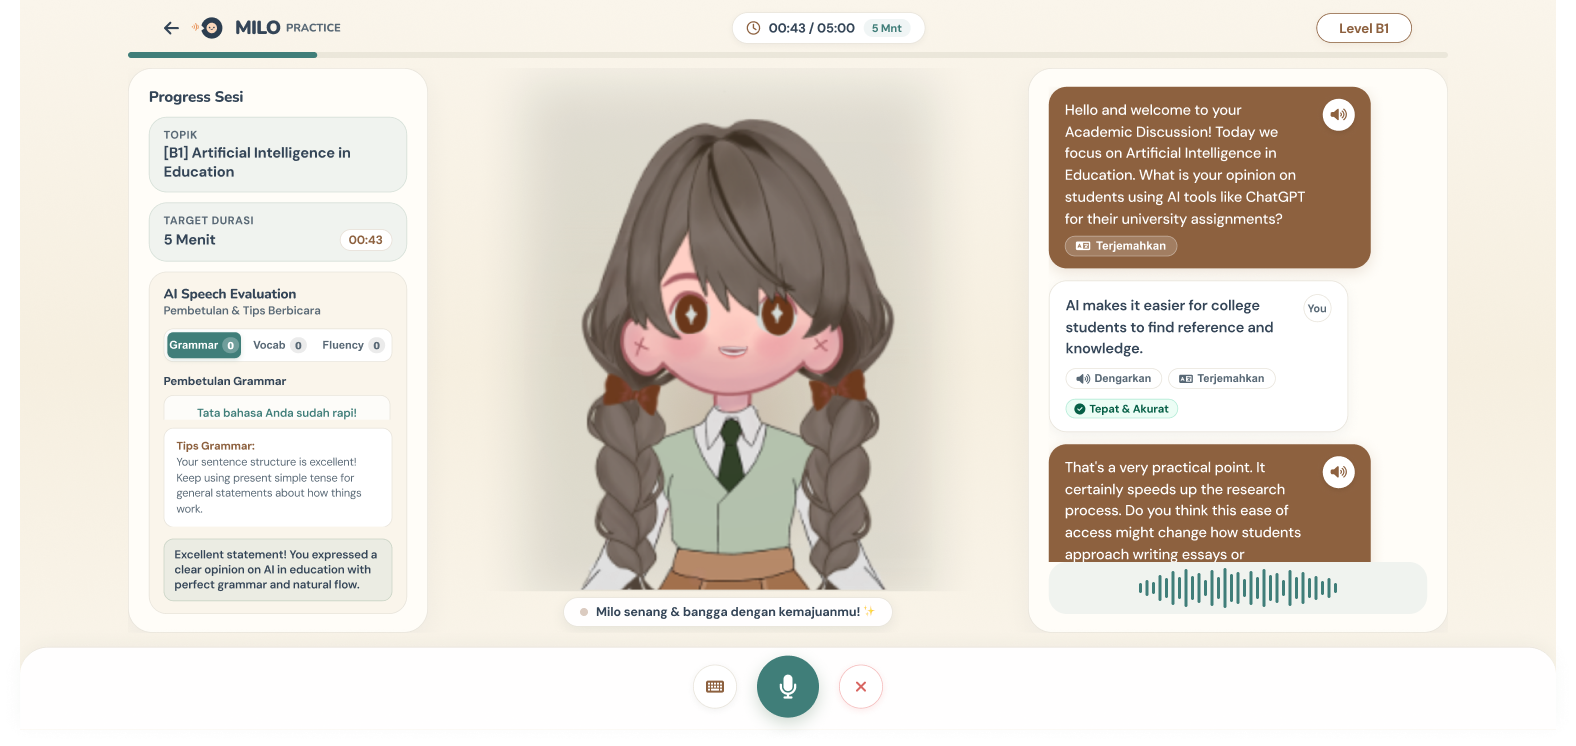 MILO PRACTICE
00:43 / 05:00 5 Mnt
Level B1
Progress Sesi
TOPIK
[B1] Artificial Intelligence in
Education
TARGET DURASI
5 Menit 00:43
AI Speech Evaluation
Pembetulan & Tips Berbicara
Grammar 0 Vocab 0 Fluency 0
Pembetulan Grammar
Tata bahasa Anda sudah rapi!
Tips Grammar:
Your sentence structure is excellent!
Keep using present simple tense for
general statements about how things
work.
Excellent statement! You expressed a
clear opinion on AI in education with
perfect grammar and natural flow.
Milo senang & bangga dengan kemajuanmu! ✨
Hello and welcome to your
Academic Discussion! Today we
focus on Artificial Intelligence in
Education. What is your opinion on
students using AI tools like ChatGPT
for their university assignments?
Terjemahkan
AI makes it easier for college
students to find reference and
knowledge.
You
Dengarkan Terjemahkan
Tepat & Akurat
That's a very practical point. It
certainly speeds up the research
process. Do you think this ease of
access might change how students
approach writing essays or